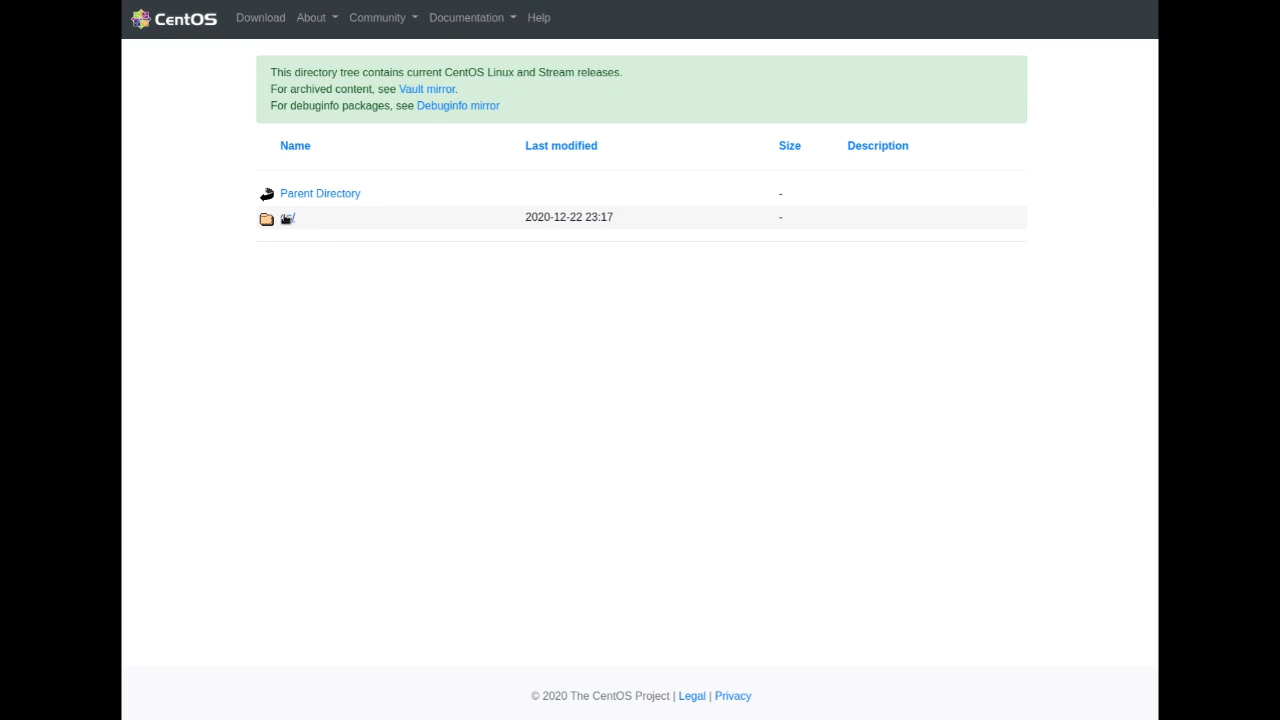 CentOS Download About Community Documentation Help
This directory tree contains current CentOS Linux and Stream releases.
For archived content, see Vault mirror.
For debuginfo packages, see Debuginfo mirror
Name Last modified Size Description
Parent Directory -
2020-12-22 23:17 -
© 2020 The CentOS Project | Legal | Privacy